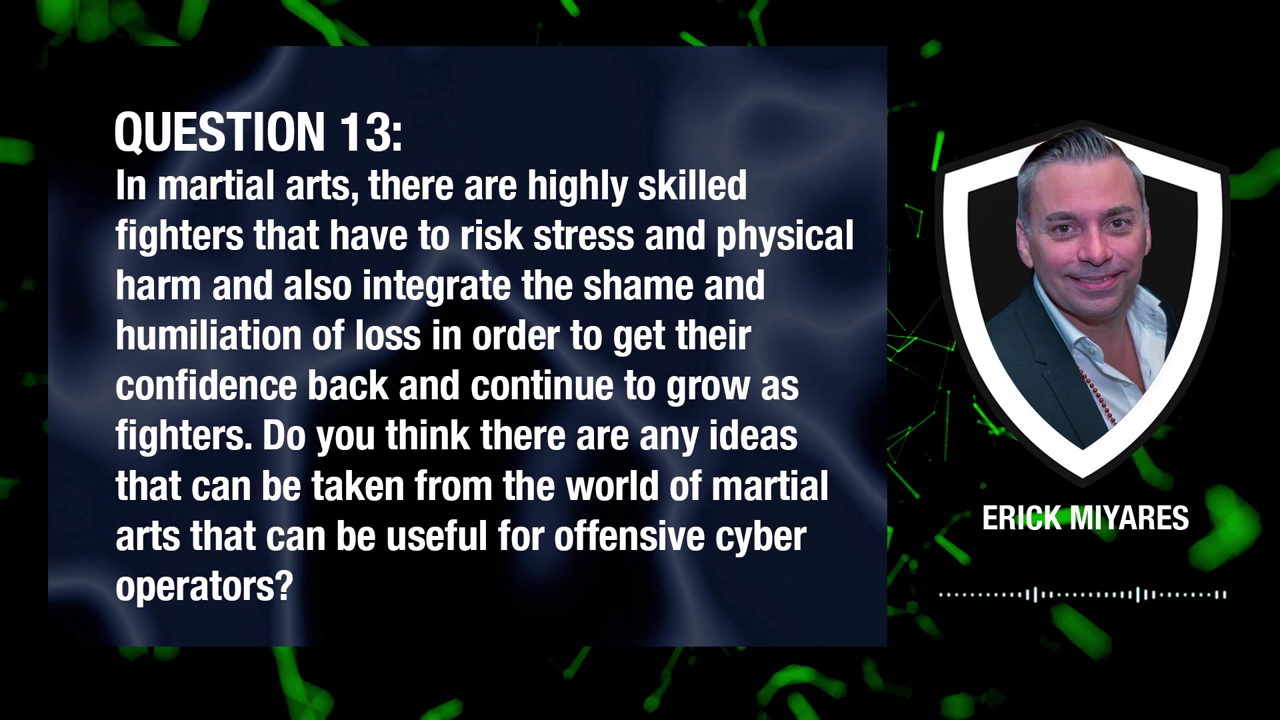 QUESTION 13:
In martial arts, there are highly skilled
fighters that have to risk stress and physical
harm and also integrate the shame and
humiliation of loss in order to get their
confidence back and continue to grow as
fighters. Do you think there are any ideas
that can be taken from the world of martial
arts that can be useful for offensive cyber
operators?
ERICK MIYARES